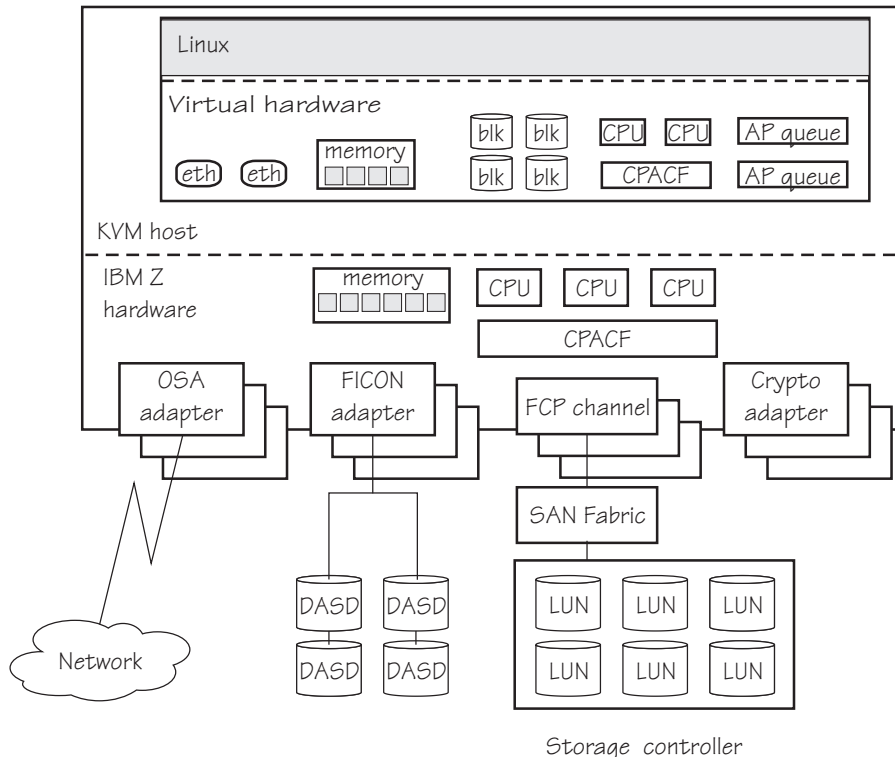 Linux
Virtual hardware
blk blk CPU CPU AP queue
memory
eth eth blk blk CPACF AP queue
KVM host
IBM Z
hardware
memory
CPU CPU CPU
CPACF
OSA
adapter
FICON
adapter
FCP channel
Crypto
adapter
SAN Fabric
DASD DASD LUN LUN LUN
Network
DASD DASD LUN LUN LUN
Storage controller